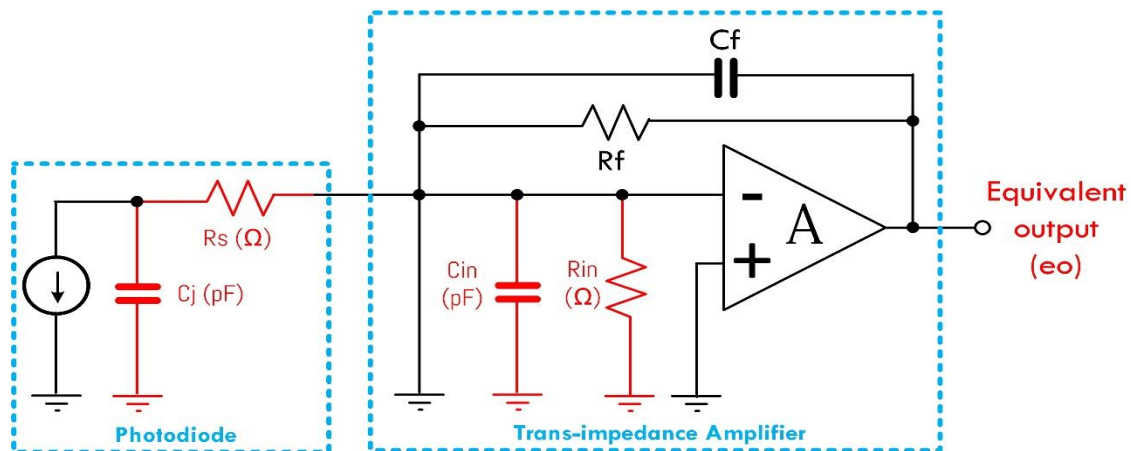 Cf
Rf
Rs (Ω)
Cj (pF)
Cin
(pF)
Rin
(Ω)
-
+
A
Equivalent
output
(eo)
Photodiode
Trans-impedance Amplifier